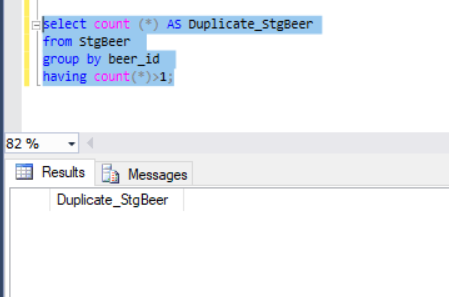 select count (*) AS Duplicate_StgBeer
from StgBeer
group by beer_id
having count(*)>1;
82 %
Results Messages
Duplicate_StgBeer